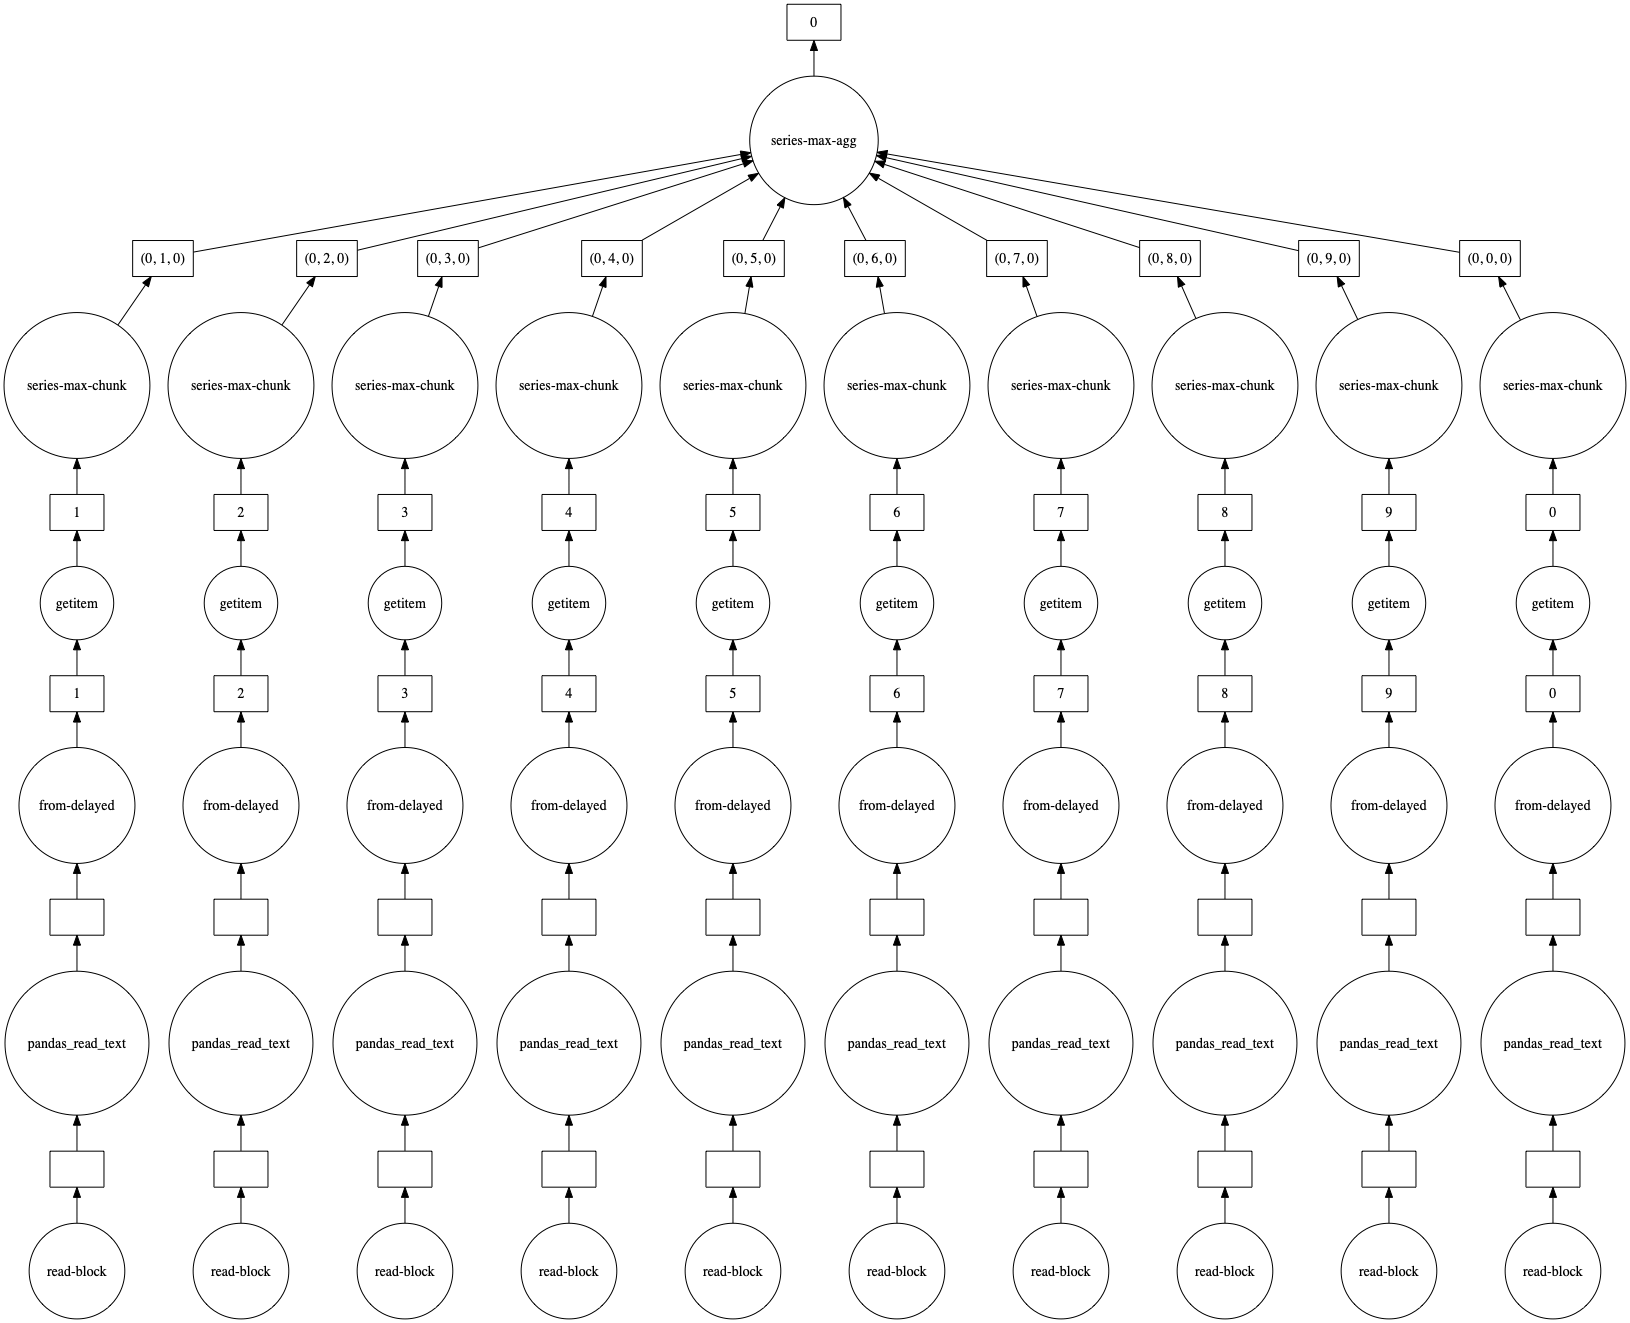 0
series-max-agg
(0, 1, 0) (0, 2, 0) (0, 3, 0) (0, 4, 0) (0, 5, 0) (0, 6, 0) (0, 7, 0) (0, 8, 0) (0, 9, 0) (0, 0, 0)
series-max-chunk series-max-chunk series-max-chunk series-max-chunk series-max-chunk series-max-chunk series-max-chunk series-max-chunk series-max-chunk series-max-chunk
1 2 3 4 5 6 7 8 9 0
getitem getitem getitem getitem getitem getitem getitem getitem getitem getitem
1 2 3 4 5 6 7 8 9 0
from-delayed from-delayed from-delayed from-delayed from-delayed from-delayed from-delayed from-delayed from-delayed from-delayed
pandas_read_text pandas_read_text pandas_read_text pandas_read_text pandas_read_text pandas_read_text pandas_read_text pandas_read_text pandas_read_text pandas_read_text
read-block read-block read-block read-block read-block read-block read-block read-block read-block read-block